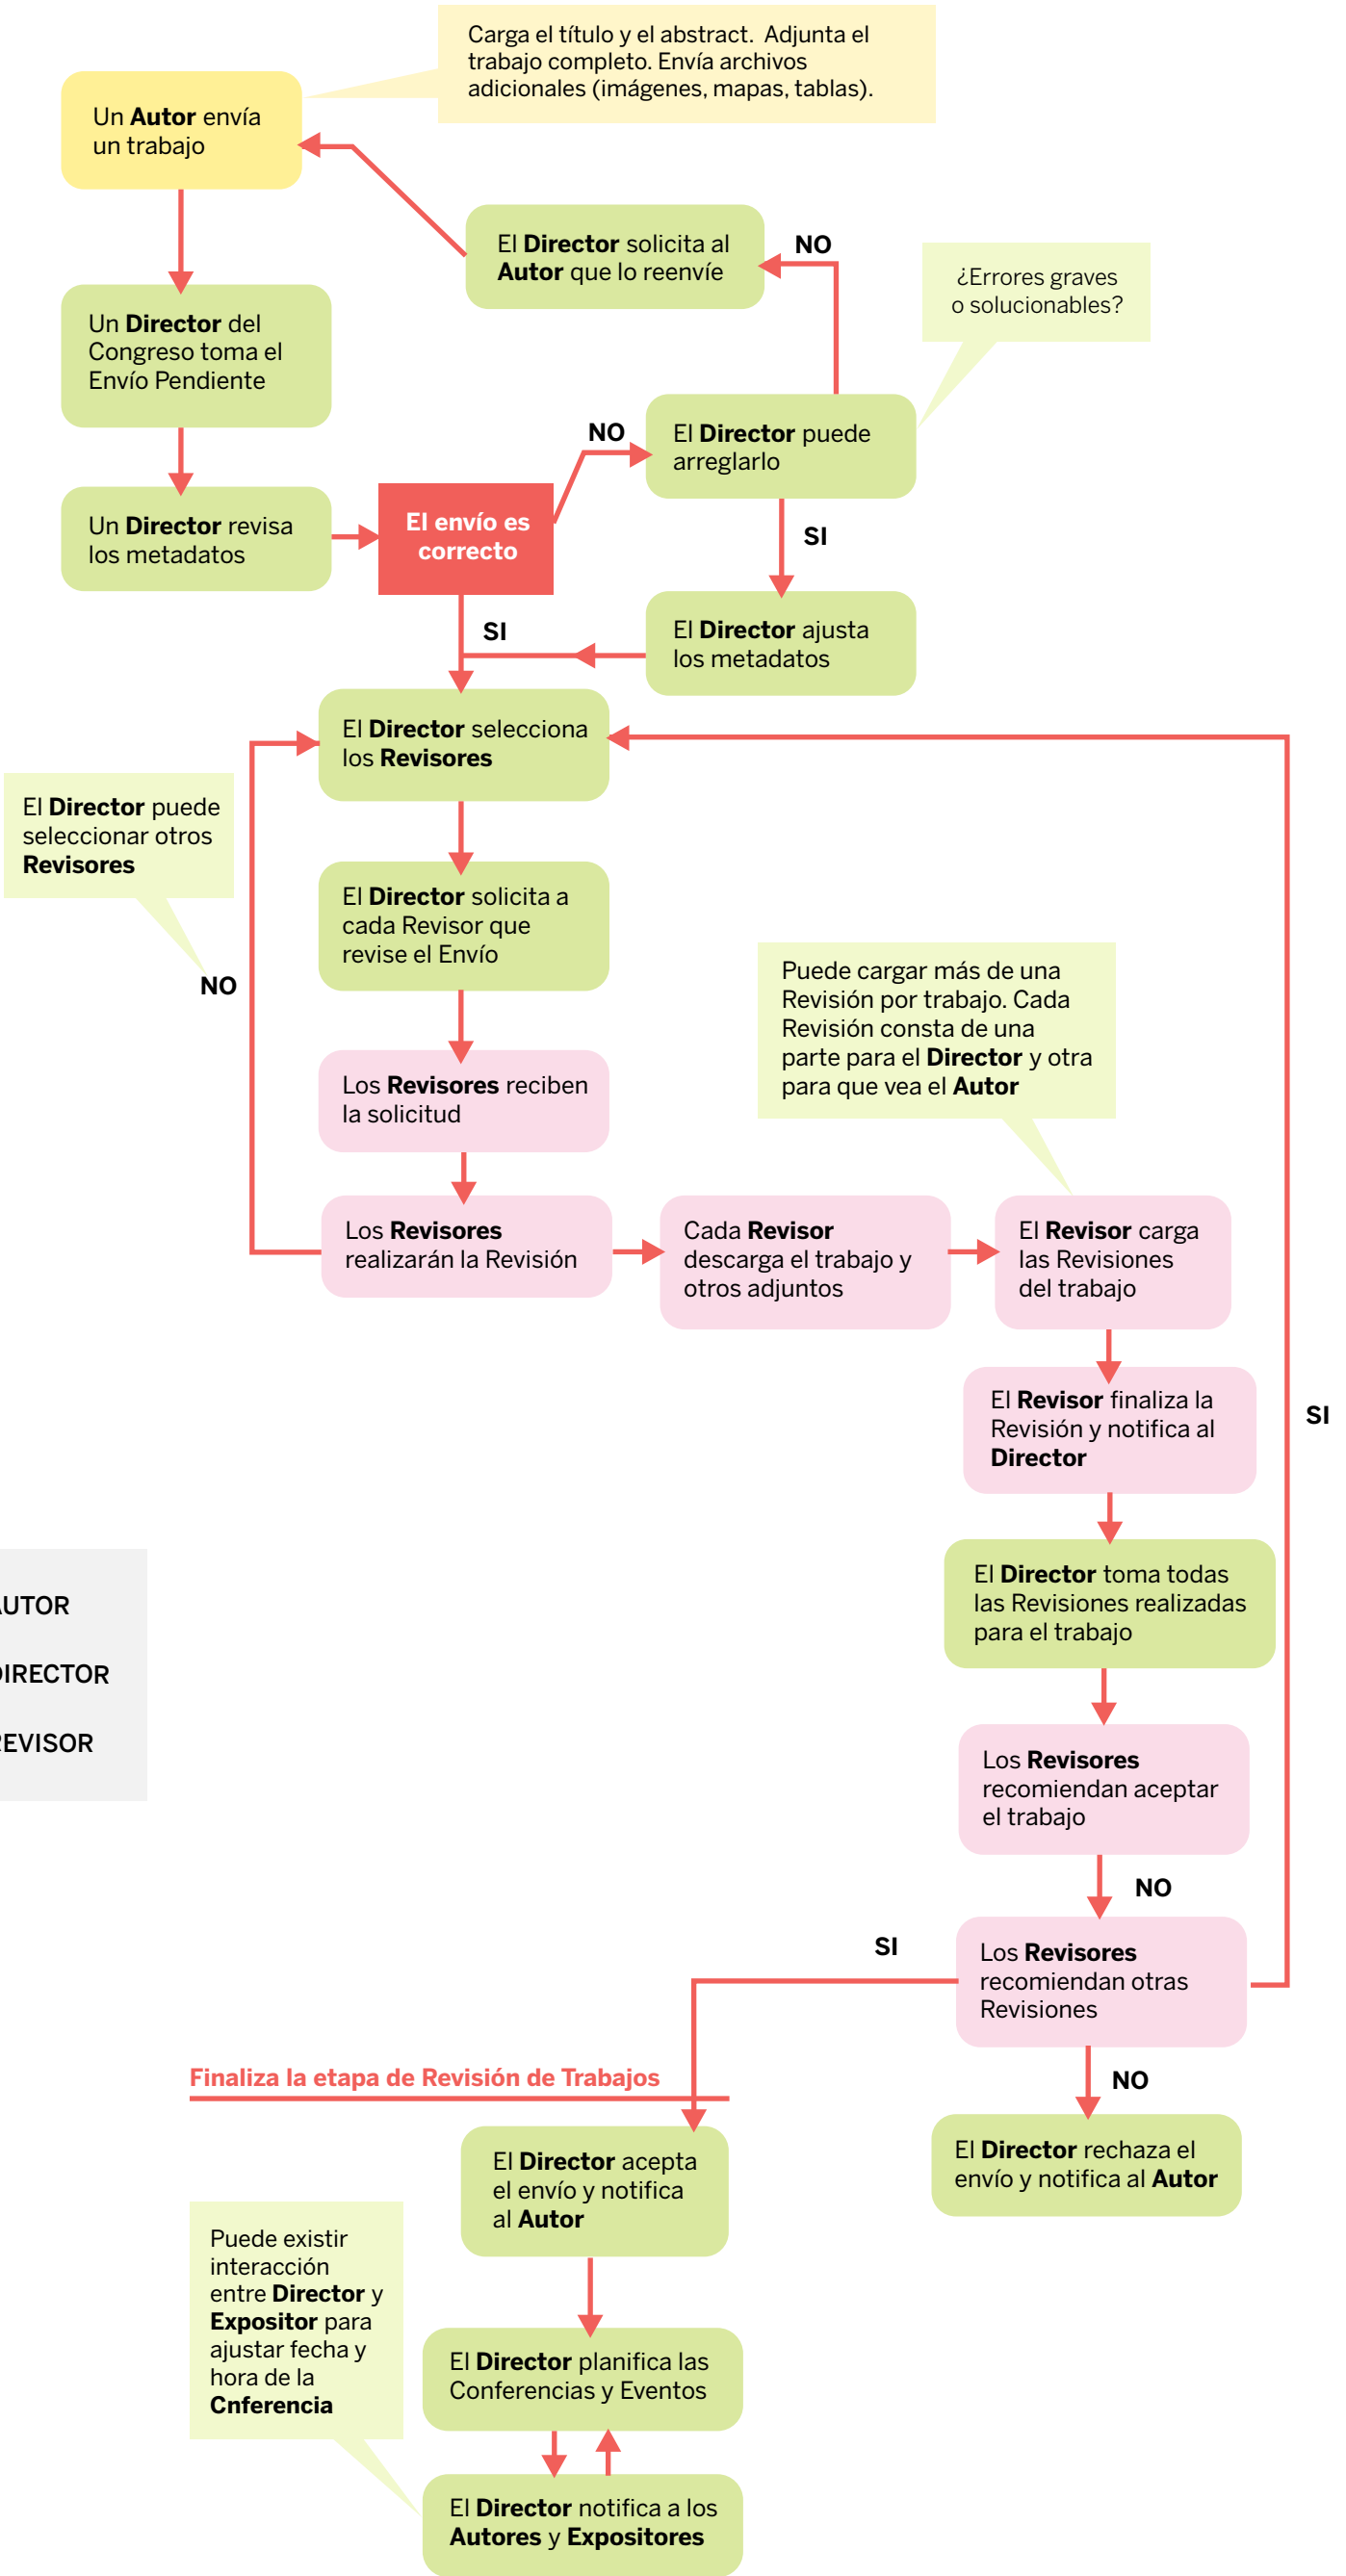 Carga el título y el abstract. Adjunta el
trabajo completo. Envía archivos
adicionales (imágenes, mapas, tablas).
Un Autor envía
un trabajo
El Director solicita al
Autor que lo reenvíe
NO
¿Errores graves
o solucionables?
Un Director del
Congreso toma el
Envío Pendiente
NO
El Director puede
arreglarlo
Un Director revisa
los metadatos
El envío es
correcto
SI
SI
El Director ajusta
los metadatos
El Director selecciona
los Revisores
El Director puede
seleccionar otros
Revisores
NO
El Director solicita a
cada Revisor que
revise el Envío
Puede cargar más de una
Revisión por trabajo. Cada
Revisión consta de una
parte para el Director y otra
para que vea el Autor
Los Revisores reciben
la solicitud
Los Revisores
realizarán la Revisión
Cada Revisor
descarga el trabajo y
otros adjuntos
El Revisor carga
las Revisiones
del trabajo
El Revisor finaliza la
Revisión y notifica al
Director
SI
El Director toma todas
las Revisiones realizadas
para el trabajo
AUTOR
DIRECTOR
REVISOR
Los Revisores
recomiendan aceptar
el trabajo
NO
SI
Los Revisores
recomiendan otras
Revisiones
NO
Finaliza la etapa de Revisión de Trabajos
El Director acepta
el envío y notifica
al Autor
El Director rechaza el
envío y notifica al Autor
Puede existir
interacción
entre Director y
Expositor para
ajustar fecha y
hora de la
Cnferencia
El Director planifica las
Conferencias y Eventos
El Director notifica a los
Autores y Expositores